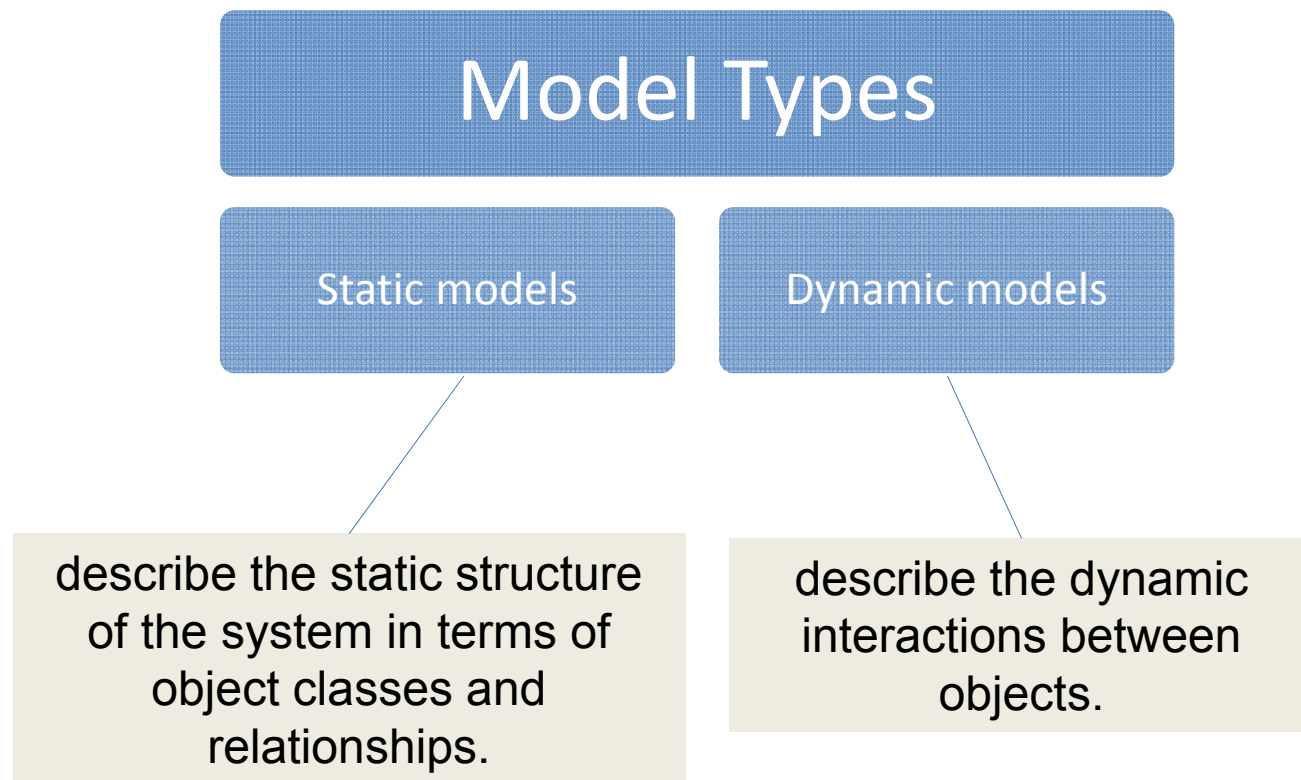 Model Types
Static models
Dynamic models
describe the static structure
of the system in terms of
object classes and
relationships.
describe the dynamic
interactions between
objects.